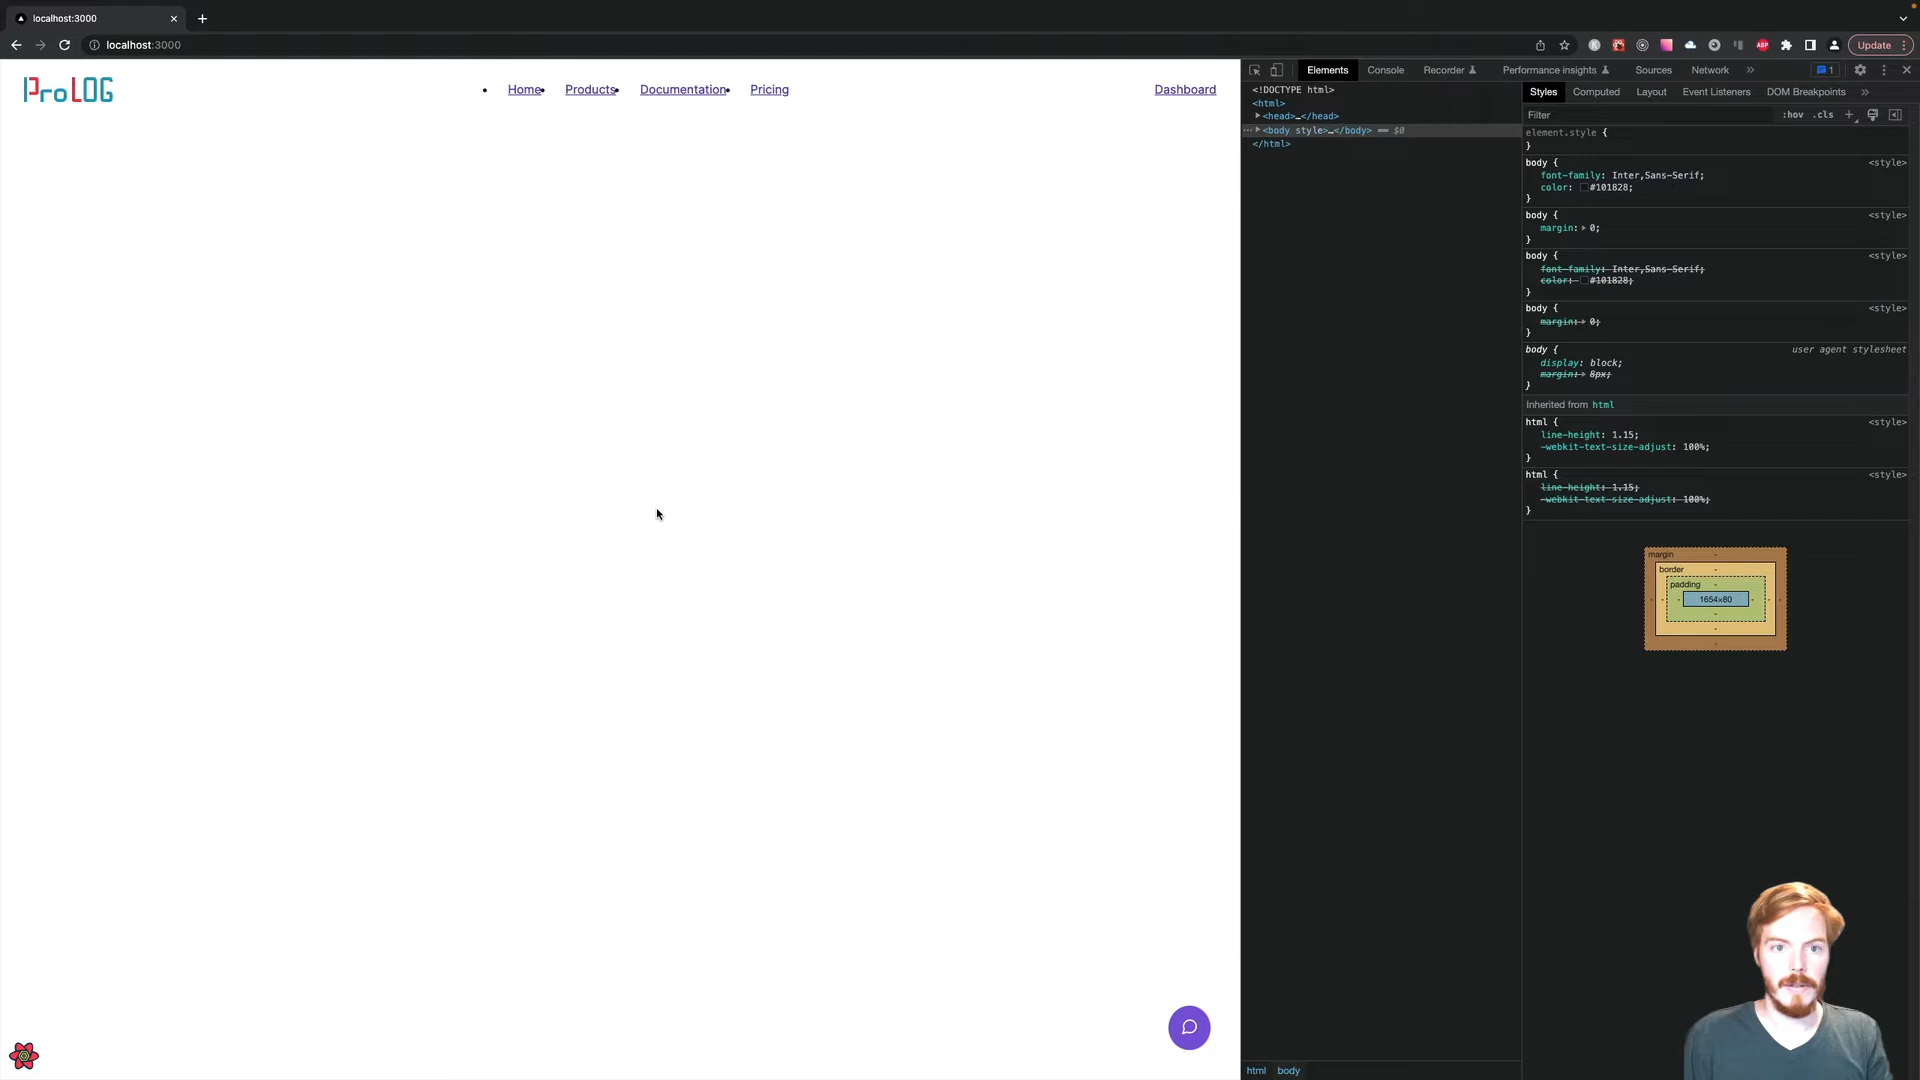 localhost:3000
localhost:3000
Update
ABP
ProLOG
Home
Products
Documentation
Pricing
Dashboard
Elements
Console
Recorder
Performance insights
Sources
Network
1
<!DOCTYPE html>
<html>
<head>…</head>
<body style>…</body> == $0
</html>
Styles
Computed
Layout
Event Listeners
DOM Breakpoints
Filter
:hov .cls
element.style {
}
body { <style>
font-family: Inter,Sans-Serif;
color: #101828;
}
body { <style>
margin: 0;
}
body { <style>
font-family: Inter,Sans-Serif;
color: #101828;
}
body { <style>
margin: 0;
}
body { user agent stylesheet
display: block;
margin: 8px;
}
Inherited from html
html { <style>
line-height: 1.15;
-webkit-text-size-adjust: 100%;
}
html { <style>
line-height: 1.15;
-webkit-text-size-adjust: 100%;
}
margin -
border -
padding -
- - - 1654×80 - - -
-
-
-
html body